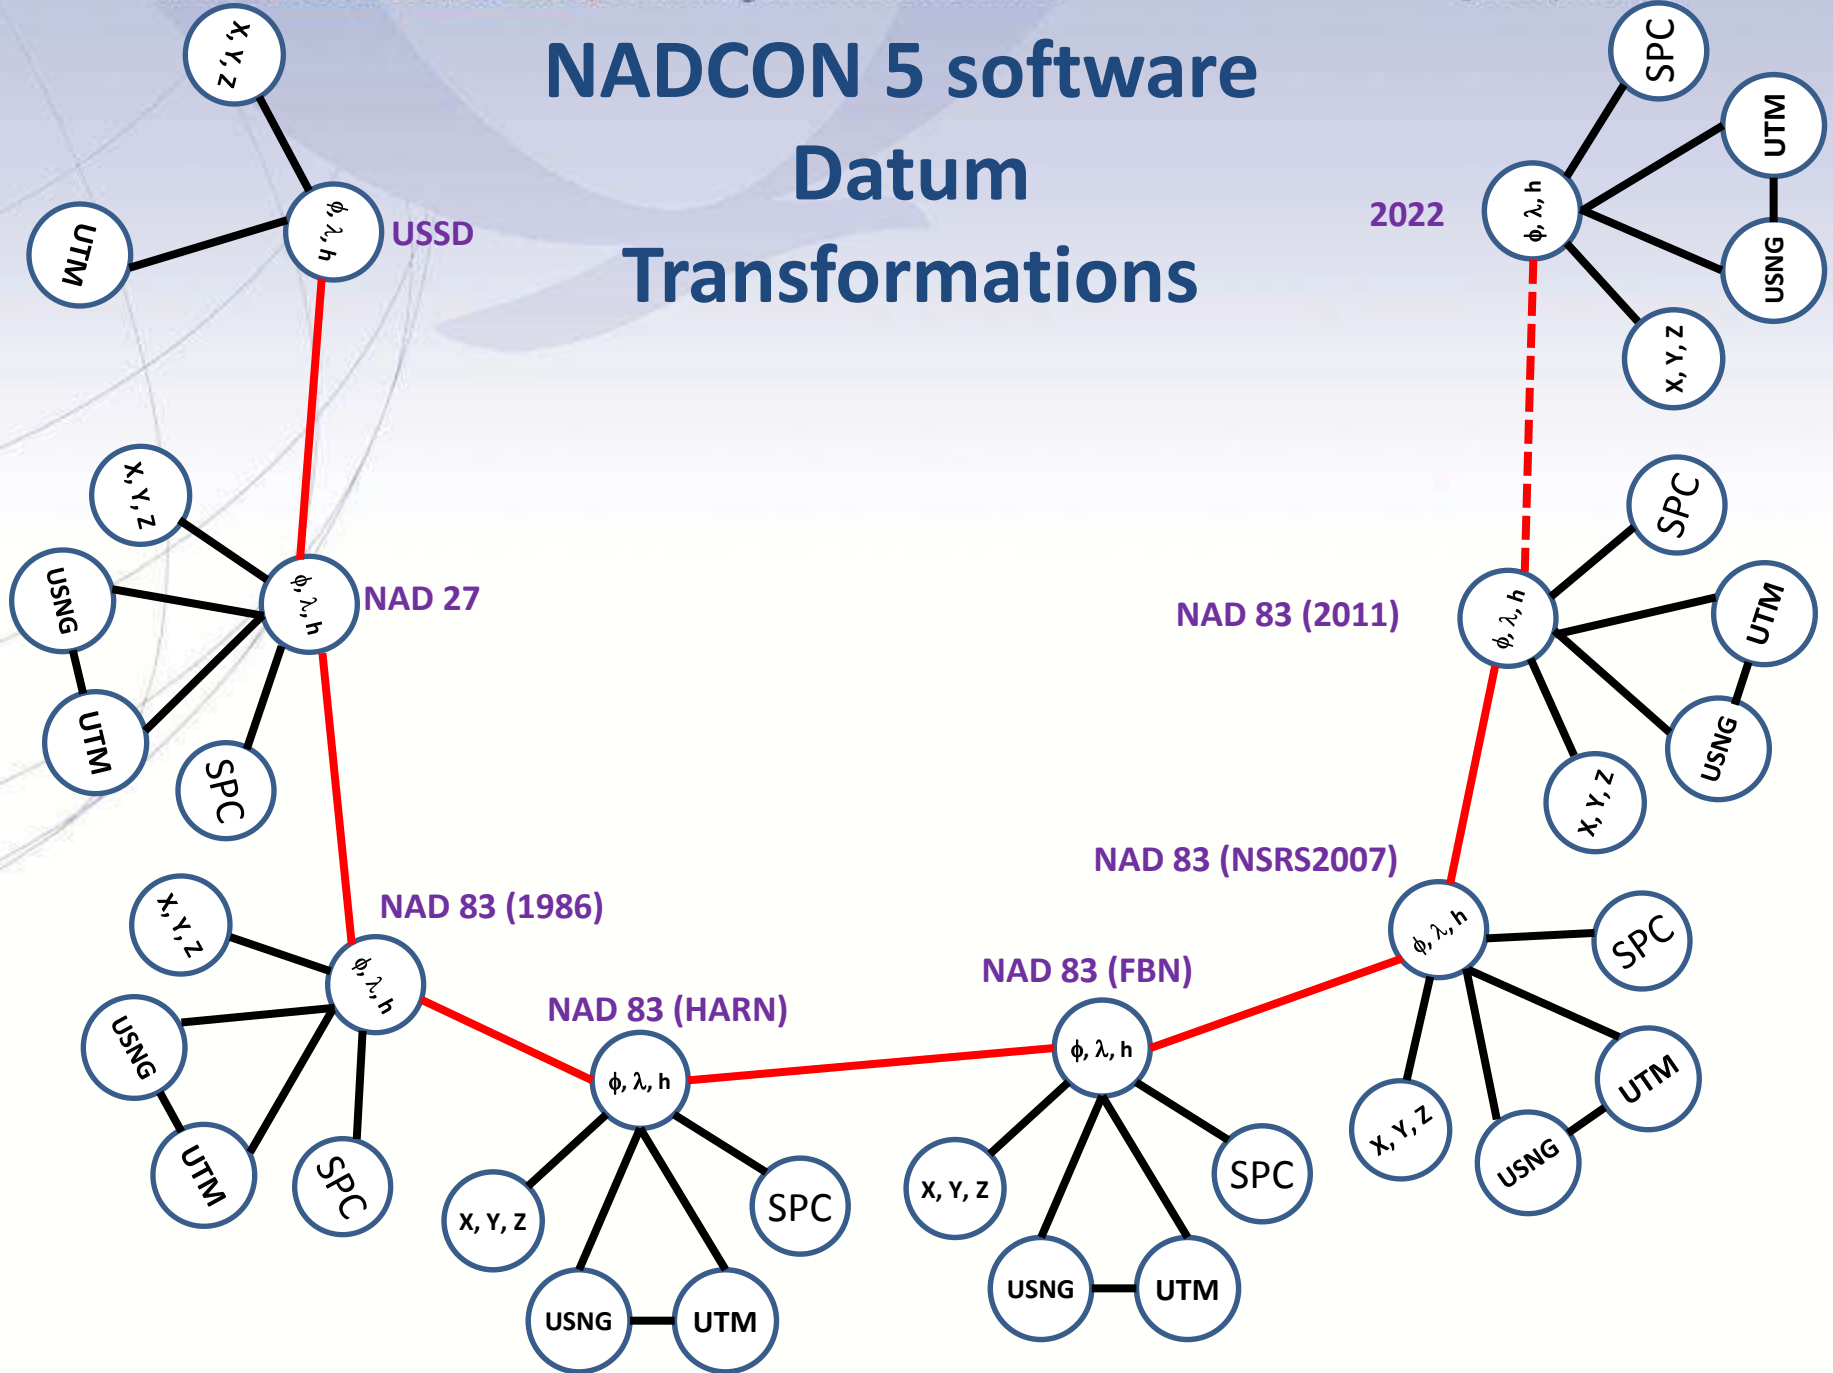 NADCON 5 software
Datum
Transformations
X, Y, Z
UTM
ϕ, λ, h
USSD
X, Y, Z
USNG
UTM
SPC
ϕ, λ, h
NAD 27
X, Y, Z
USNG
UTM
SPC
ϕ, λ, h
NAD 83 (1986)
NAD 83 (HARN)
ϕ, λ, h
X, Y, Z
USNG
UTM
SPC
NAD 83 (FBN)
ϕ, λ, h
X, Y, Z
USNG
UTM
SPC
NAD 83 (NSRS2007)
ϕ, λ, h
SPC
UTM
USNG
X, Y, Z
NAD 83 (2011)
ϕ, λ, h
SPC
UTM
USNG
X, Y, Z
2022
ϕ, λ, h
SPC
UTM
USNG
X, Y, Z